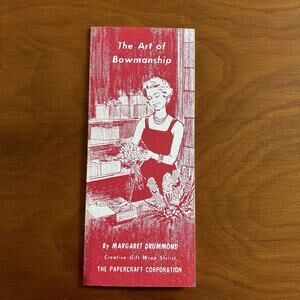 The Art of
Bowmanship
By MARGARET DRUMMOND
Creative Gift Wrap Stylist
THE PAPERCRAFT CORPORATION